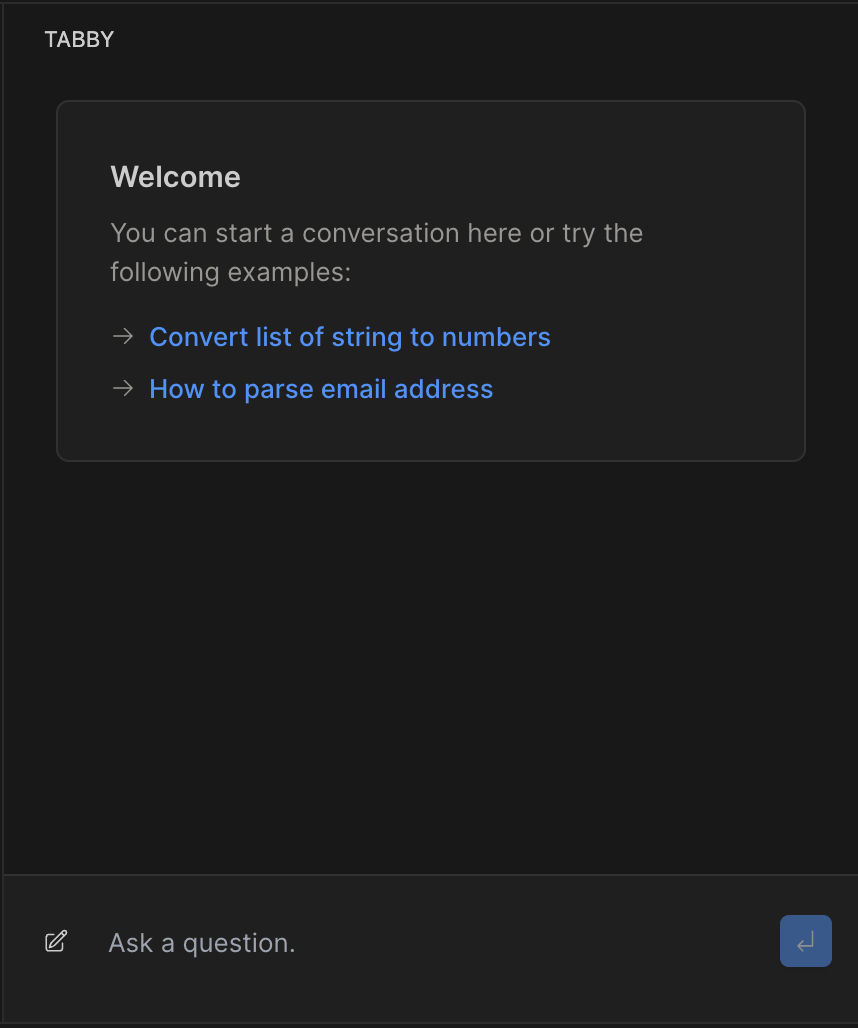 TABBY
Welcome
You can start a conversation here or try the
following examples:
Convert list of string to numbers
How to parse email address
Ask a question.